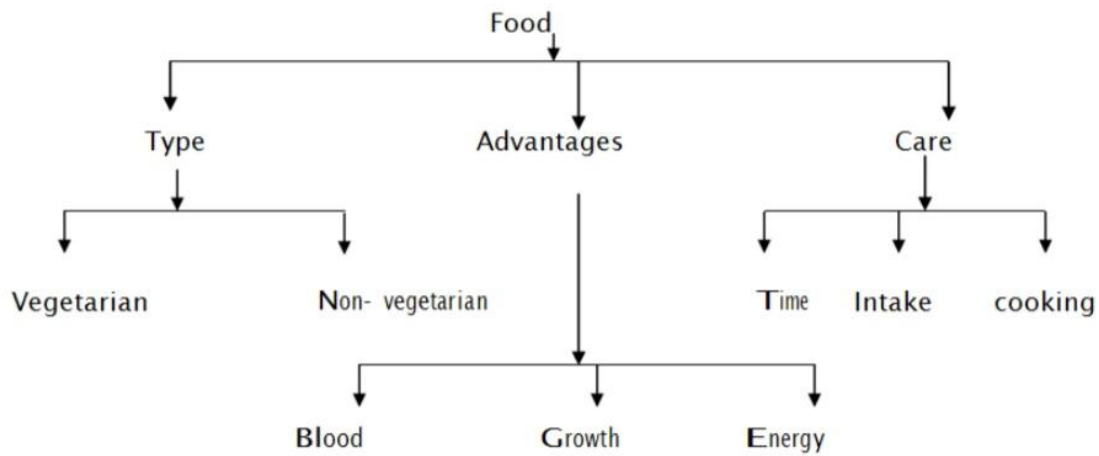 Food
Type Advantages Care
Vegetarian Non- vegetarian Time Intake cooking
Blood Growth Energy